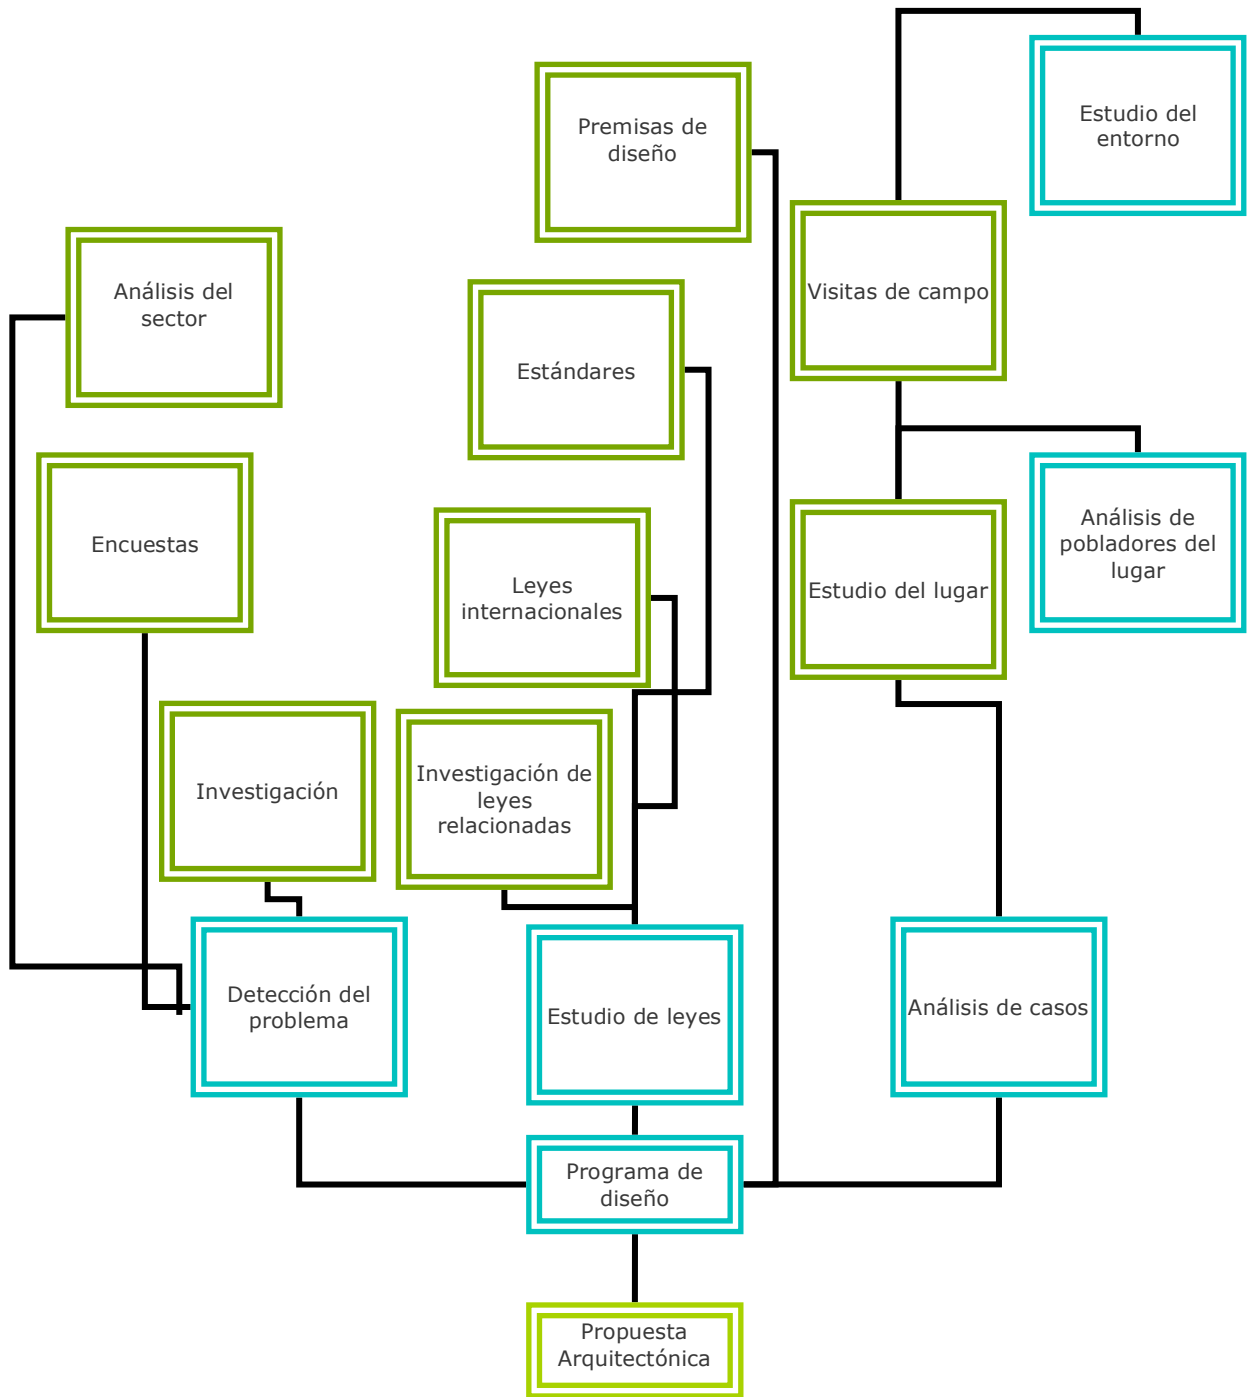 Estudio del
entorno
Premisas de
diseño
Análisis del
sector
Visitas de campo
Estándares
Encuestas
Leyes
internacionales
Estudio del lugar
Análisis de
pobladores del
lugar
Investigación
Investigación de
leyes
relacionadas
Detección del
problema
Estudio de leyes
Análisis de casos
Programa de
diseño
Propuesta
Arquitectónica